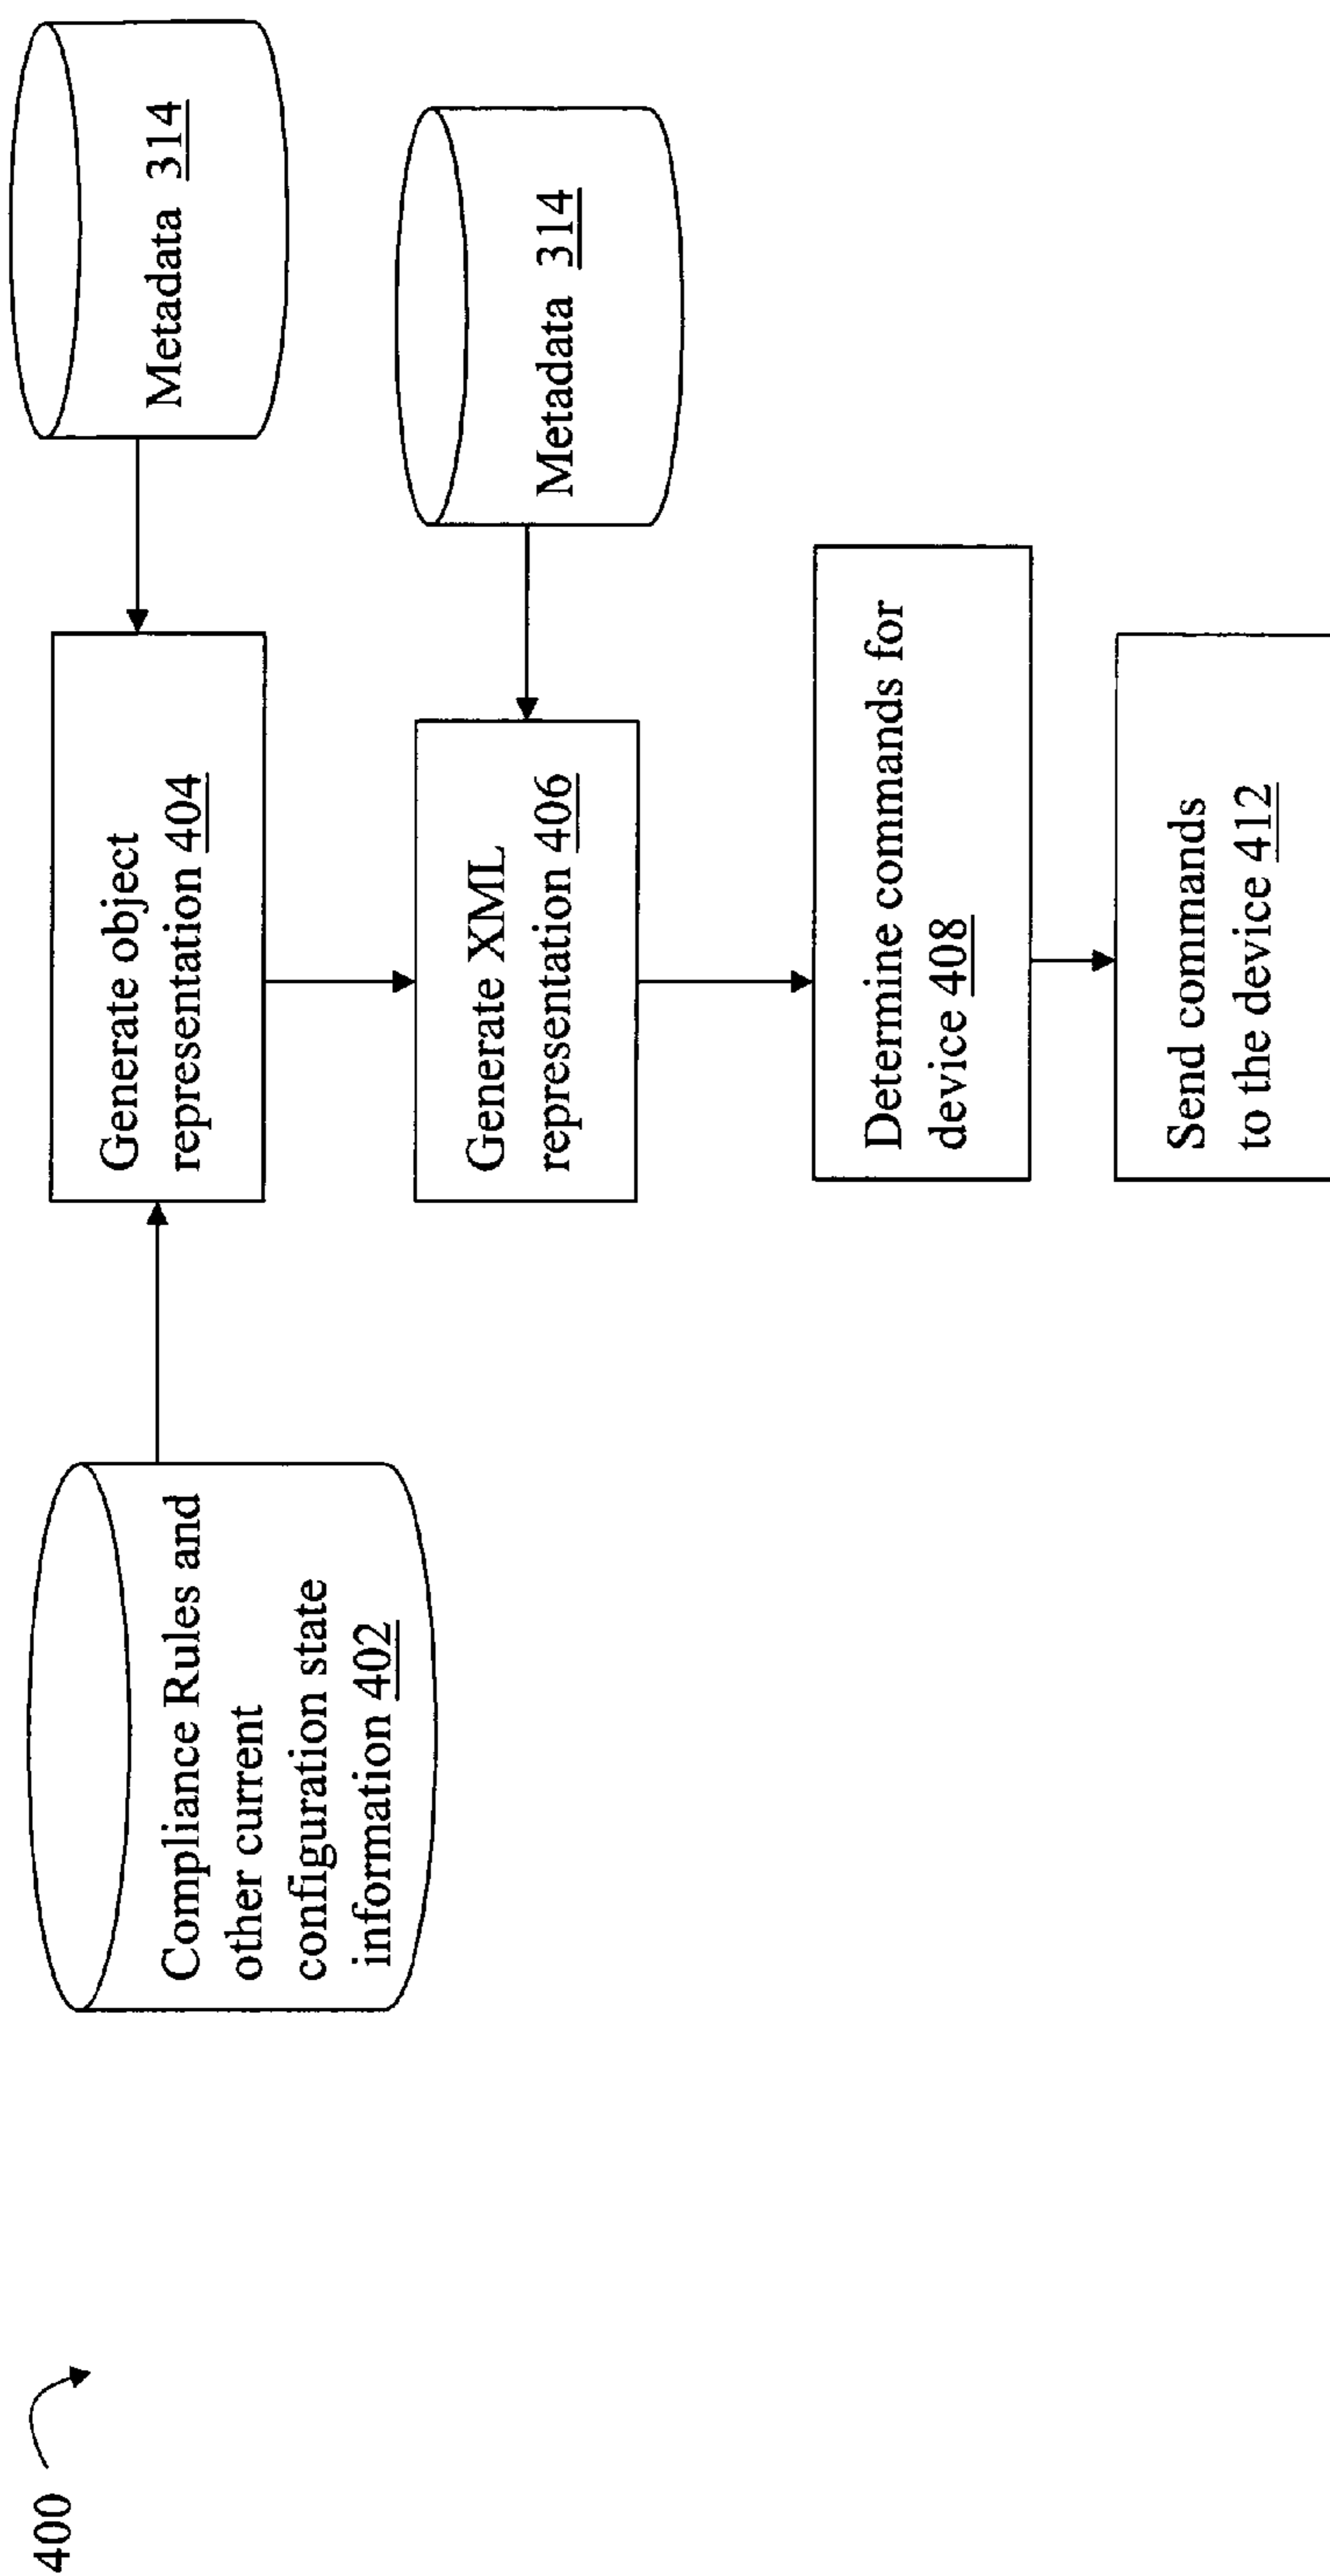 400
Compliance Rules and
other current
configuration state
information 402
Generate object
representation 404
Metadata 314
Generate XML
representation 406
Metadata 314
Determine commands for
device 408
Send commands
to the device 412